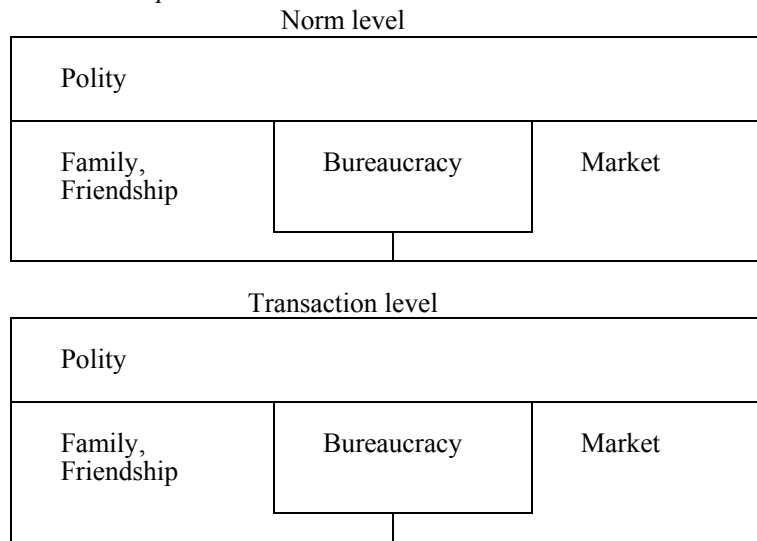 Norm level
Polity
Family, Bureaucracy Market
Friendship
Transaction level
Polity
Family, Bureaucracy Market
Friendship